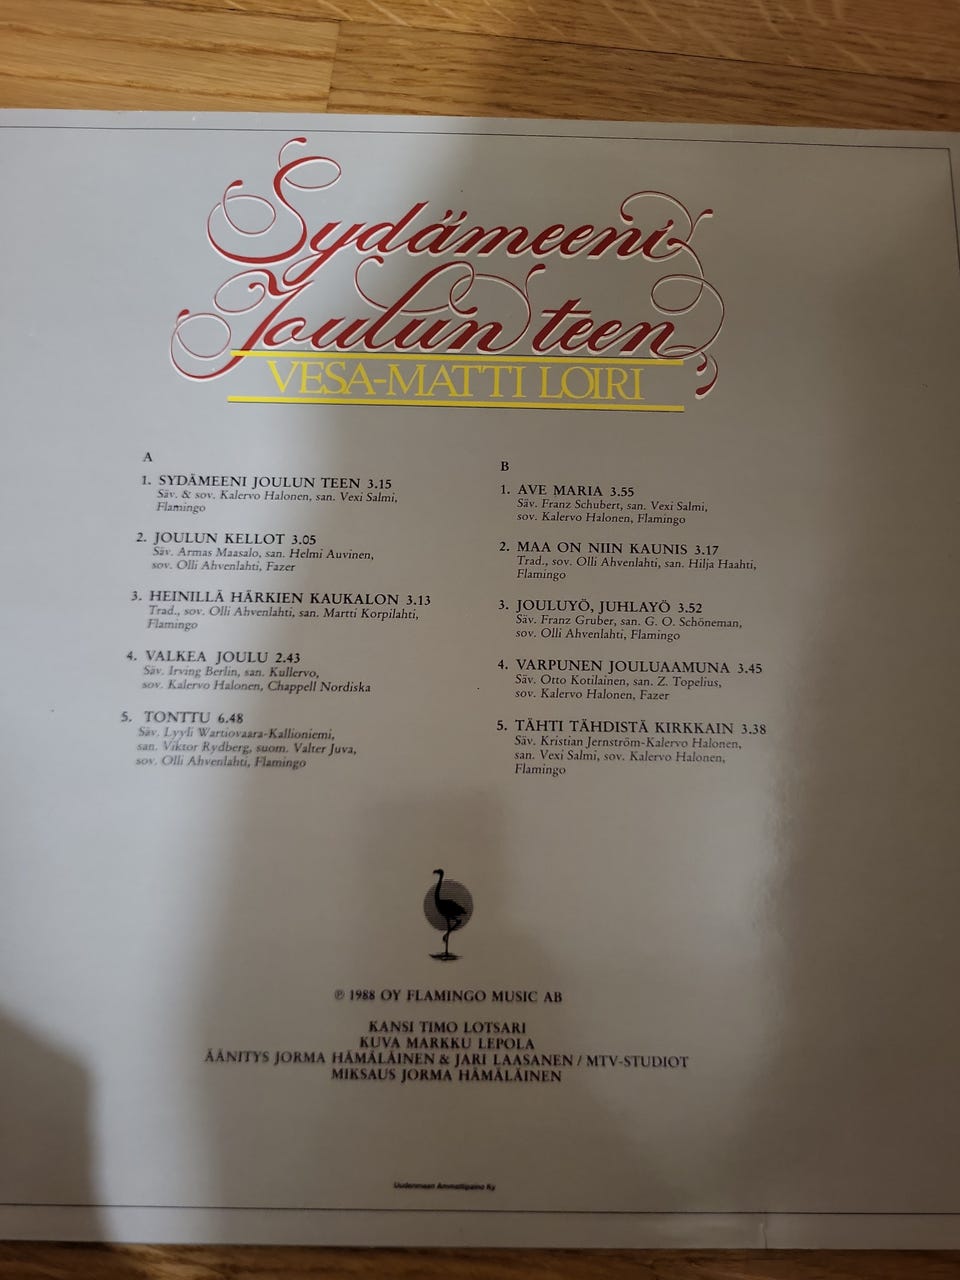 Sydämeeni
Joulun teen
VESA-MATTI LOIRI
A
1. SYDÄMEENI JOULUN TEEN 3.15
Säv. & sov. Kalervo Halonen, san. Vexi Salmi,
Flamingo
2. JOULUN KELLOT 3.05
Säv. Armas Maasalo, san. Helmi Auvinen,
sov. Olli Ahvenlahti, Fazer
3. HEINILLÄ HÄRKIEN KAUKALON 3.13
Trad., sov. Olli Ahvenlahti, san. Martti Korpilahti,
Flamingo
4. VALKEA JOULU 2.43
Säv. Irving Berlin, san. Kullervo,
sov. Kalervo Halonen, Chappell Nordiska
5. TONTTU 6.48
Säv. Lyyli Wartiovaara-Kallioniemi,
san. Viktor Rydberg, suom. Valter Juva,
sov. Olli Ahvenlahti, Flamingo
B
1. AVE MARIA 3.55
Säv. Franz Schubert, san. Vexi Salmi,
sov. Kalervo Halonen, Flamingo
2. MAA ON NIIN KAUNIS 3.17
Trad., sov. Olli Ahvenlahti, san. Hilja Haahti,
Flamingo
3. JOULUYÖ, JUHLAYÖ 3.52
Säv. Franz Gruber, san. G. O. Schöneman,
sov. Olli Ahvenlahti, Flamingo
4. VARPUNEN JOULUAAMUNA 3.45
Säv. Otto Kotilainen, san. Z. Topelius,
sov. Kalervo Halonen, Fazer
5. TÄHTI TÄHDISTÄ KIRKKAIN 3.38
Säv. Kristian Jernström-Kalervo Halonen,
san. Vexi Salmi, sov. Kalervo Halonen,
Flamingo
℗ 1988 OY FLAMINGO MUSIC AB
KANSI TIMO LOTSARI
KUVA MARKKU LEPOLA
ÄÄNITYS JORMA HÄMÄLÄINEN & JARI LAASANEN / MTV-STUDIOT
MIKSAUS JORMA HÄMÄLÄINEN
Uudenmaan Ammattipaino Ky